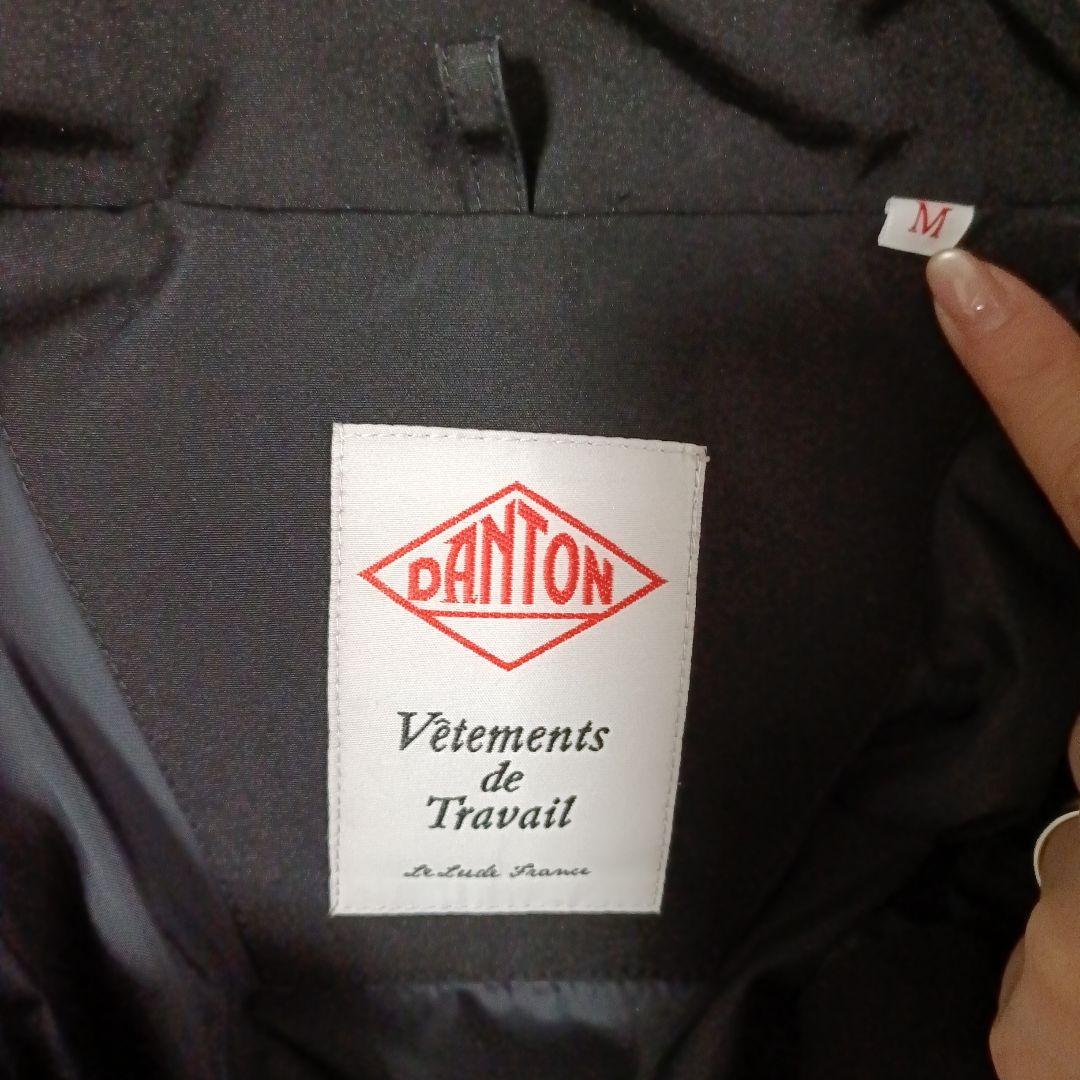 M
DANTON
Vêtements
de
Travail
Le Lude France